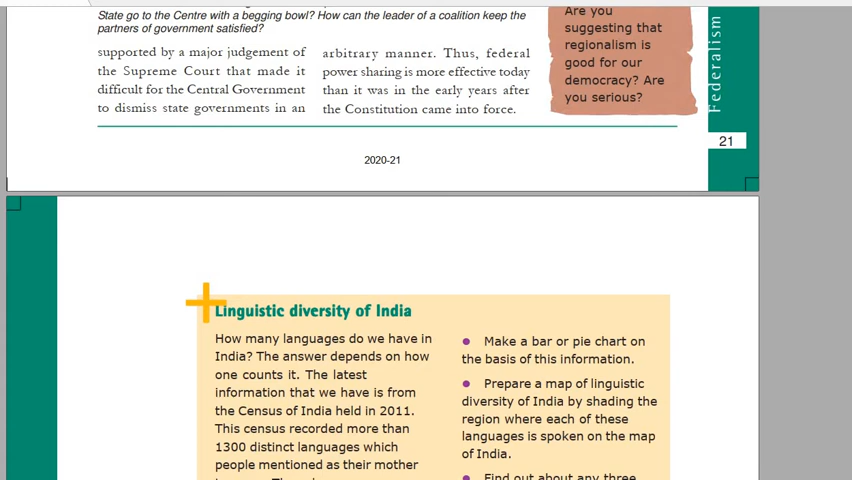 State go to the Centre with a begging bowl? How can the leader of a coalition keep the
partners of government satisfied?
supported by a major judgement of
the Supreme Court that made it
difficult for the Central Government
to dismiss state governments in an
arbitrary manner. Thus, federal
power sharing is more effective today
than it was in the early years after
the Constitution came into force.
Are you
suggesting that
regionalism is
good for our
democracy? Are
you serious?
Federalism
21
2020-21
Linguistic diversity of India
How many languages do we have in
India? The answer depends on how
one counts it. The latest
information that we have is from
the Census of India held in 2011.
This census recorded more than
1300 distinct languages which
people mentioned as their mother
● Make a bar or pie chart on
the basis of this information.
● Prepare a map of linguistic
diversity of India by shading the
region where each of these
languages is spoken on the map
of India.
● Find out about any three